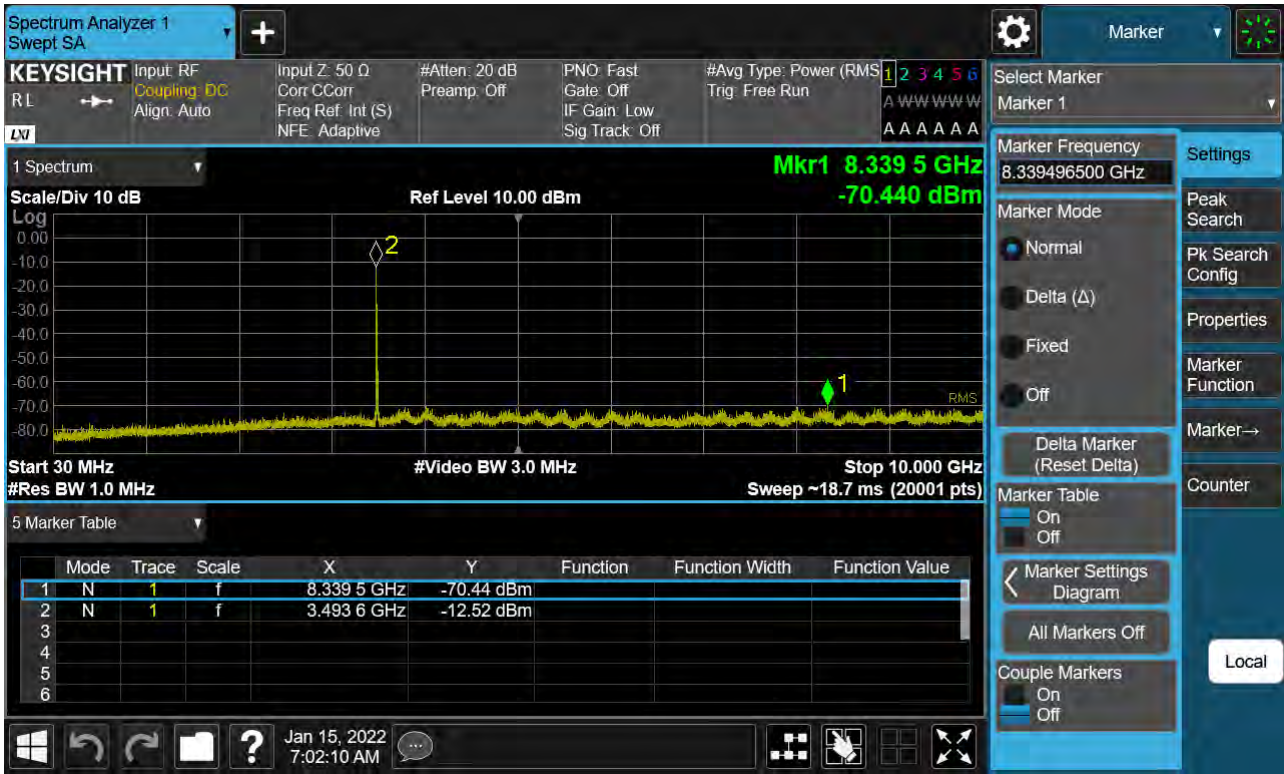 Spectrum Analyzer 1
Swept SA
Marker
KEYSIGHT
R L
LXI
Input: RF
Coupling: DC
Align: Auto
Input Z: 50 Ω
Corr CCorr
Freq Ref: Int (S)
NFE: Adaptive
#Atten: 20 dB
Preamp: Off
PNO: Fast
Gate: Off
IF Gain: Low
Sig Track: Off
#Avg Type: Power (RMS
Trig: Free Run
1 2 3 4 5 6
A W W W W W
A A A A A A
Select Marker
Marker 1
1 Spectrum
Mkr1 8.339 5 GHz
-70.440 dBm
Scale/Div 10 dB
Ref Level 10.00 dBm
Log
0.00
-10.0
-20.0
-30.0
-40.0
-50.0
-60.0
-70.0
-80.0
2
1
RMS
Start 30 MHz
#Video BW 3.0 MHz
Stop 10.000 GHz
#Res BW 1.0 MHz
Sweep ~18.7 ms (20001 pts)
5 Marker Table
Mode Trace Scale X Y Function Function Width Function Value
1 N 1 f 8.339 5 GHz -70.44 dBm
2 N 1 f 3.493 6 GHz -12.52 dBm
3
4
5
6
Marker Frequency
8.339496500 GHz
Marker Mode
Normal
Delta (Δ)
Fixed
Off
Delta Marker
(Reset Delta)
Marker Table
On
Off
Marker Settings
Diagram
All Markers Off
Couple Markers
On
Off
Settings
Peak
Search
Pk Search
Config
Properties
Marker
Function
Marker→
Counter
Local
Jan 15, 2022
7:02:10 AM